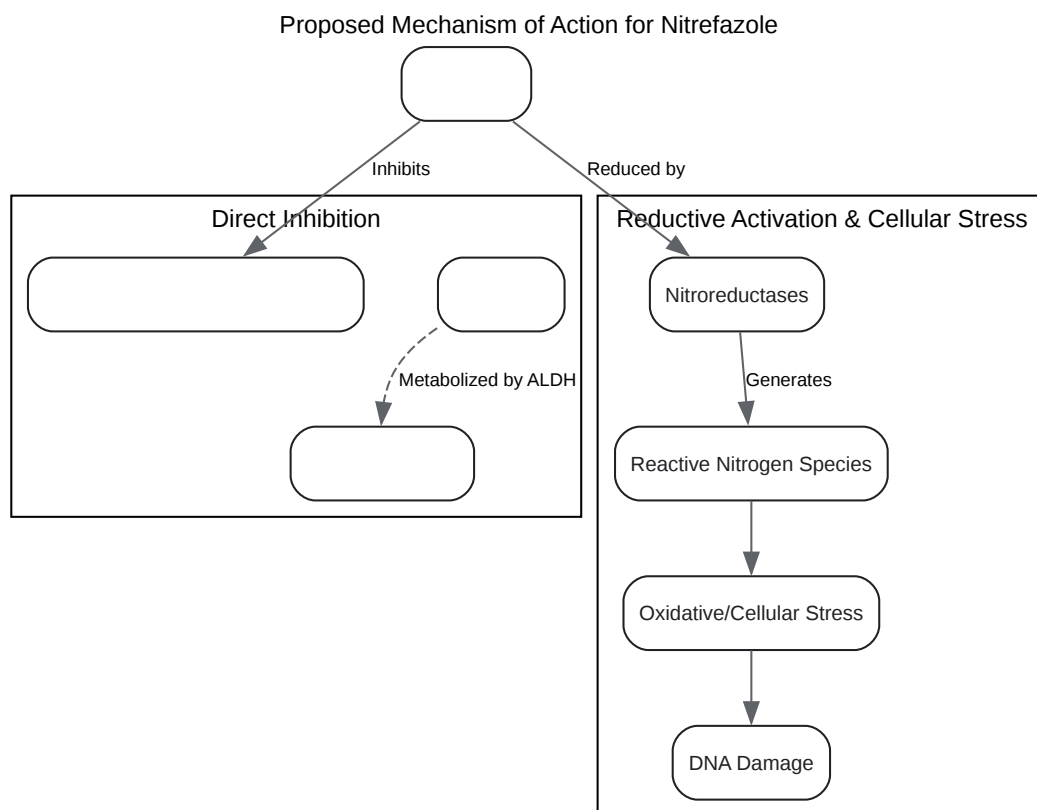 Proposed Mechanism of Action for Nitrefazole
Inhibits
Reduced by
Direct Inhibition
Reductive Activation & Cellular Stress
Nitroreductases
Metabolized by ALDH
Generates
Reactive Nitrogen Species
Oxidative/Cellular Stress
DNA Damage